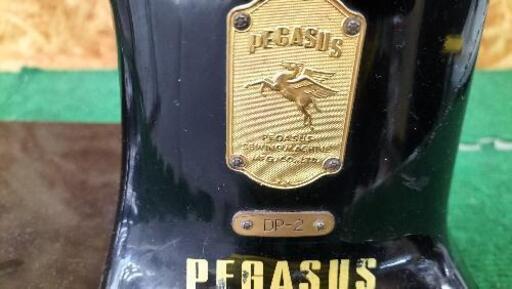 PEGASUS
PEGASUS
SEWING MACHINE
MFG. CO., LTD.
DP-2
PEGASUS